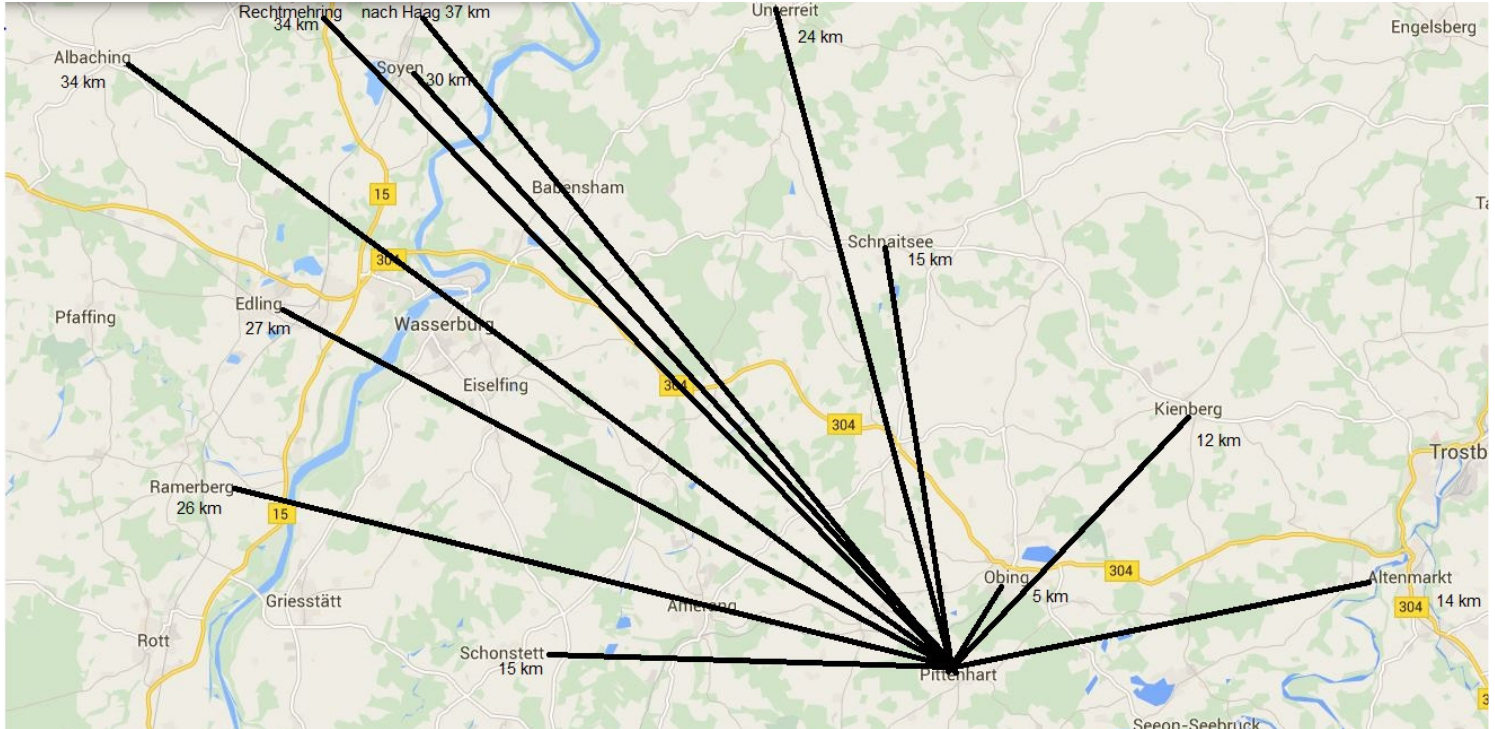 Rechtmehring
34 km
nach Haag 37 km
Unterreit
24 km
Engelsberg
Albaching
34 km
Soyen
30 km
15
Babensham
Ta
Schnaitsee
15 km
304
Edling
27 km
Pfaffing
Wasserburg
Eiselfing
304
304
Kienberg
12 km
Trostb
Ramerberg
26 km
15
Obing
5 km
304
Altenmarkt
14 km
304
Griesstätt
Amerang
Rott
Schonstett
15 km
Pittenhart
3
Seeon-Seebruck